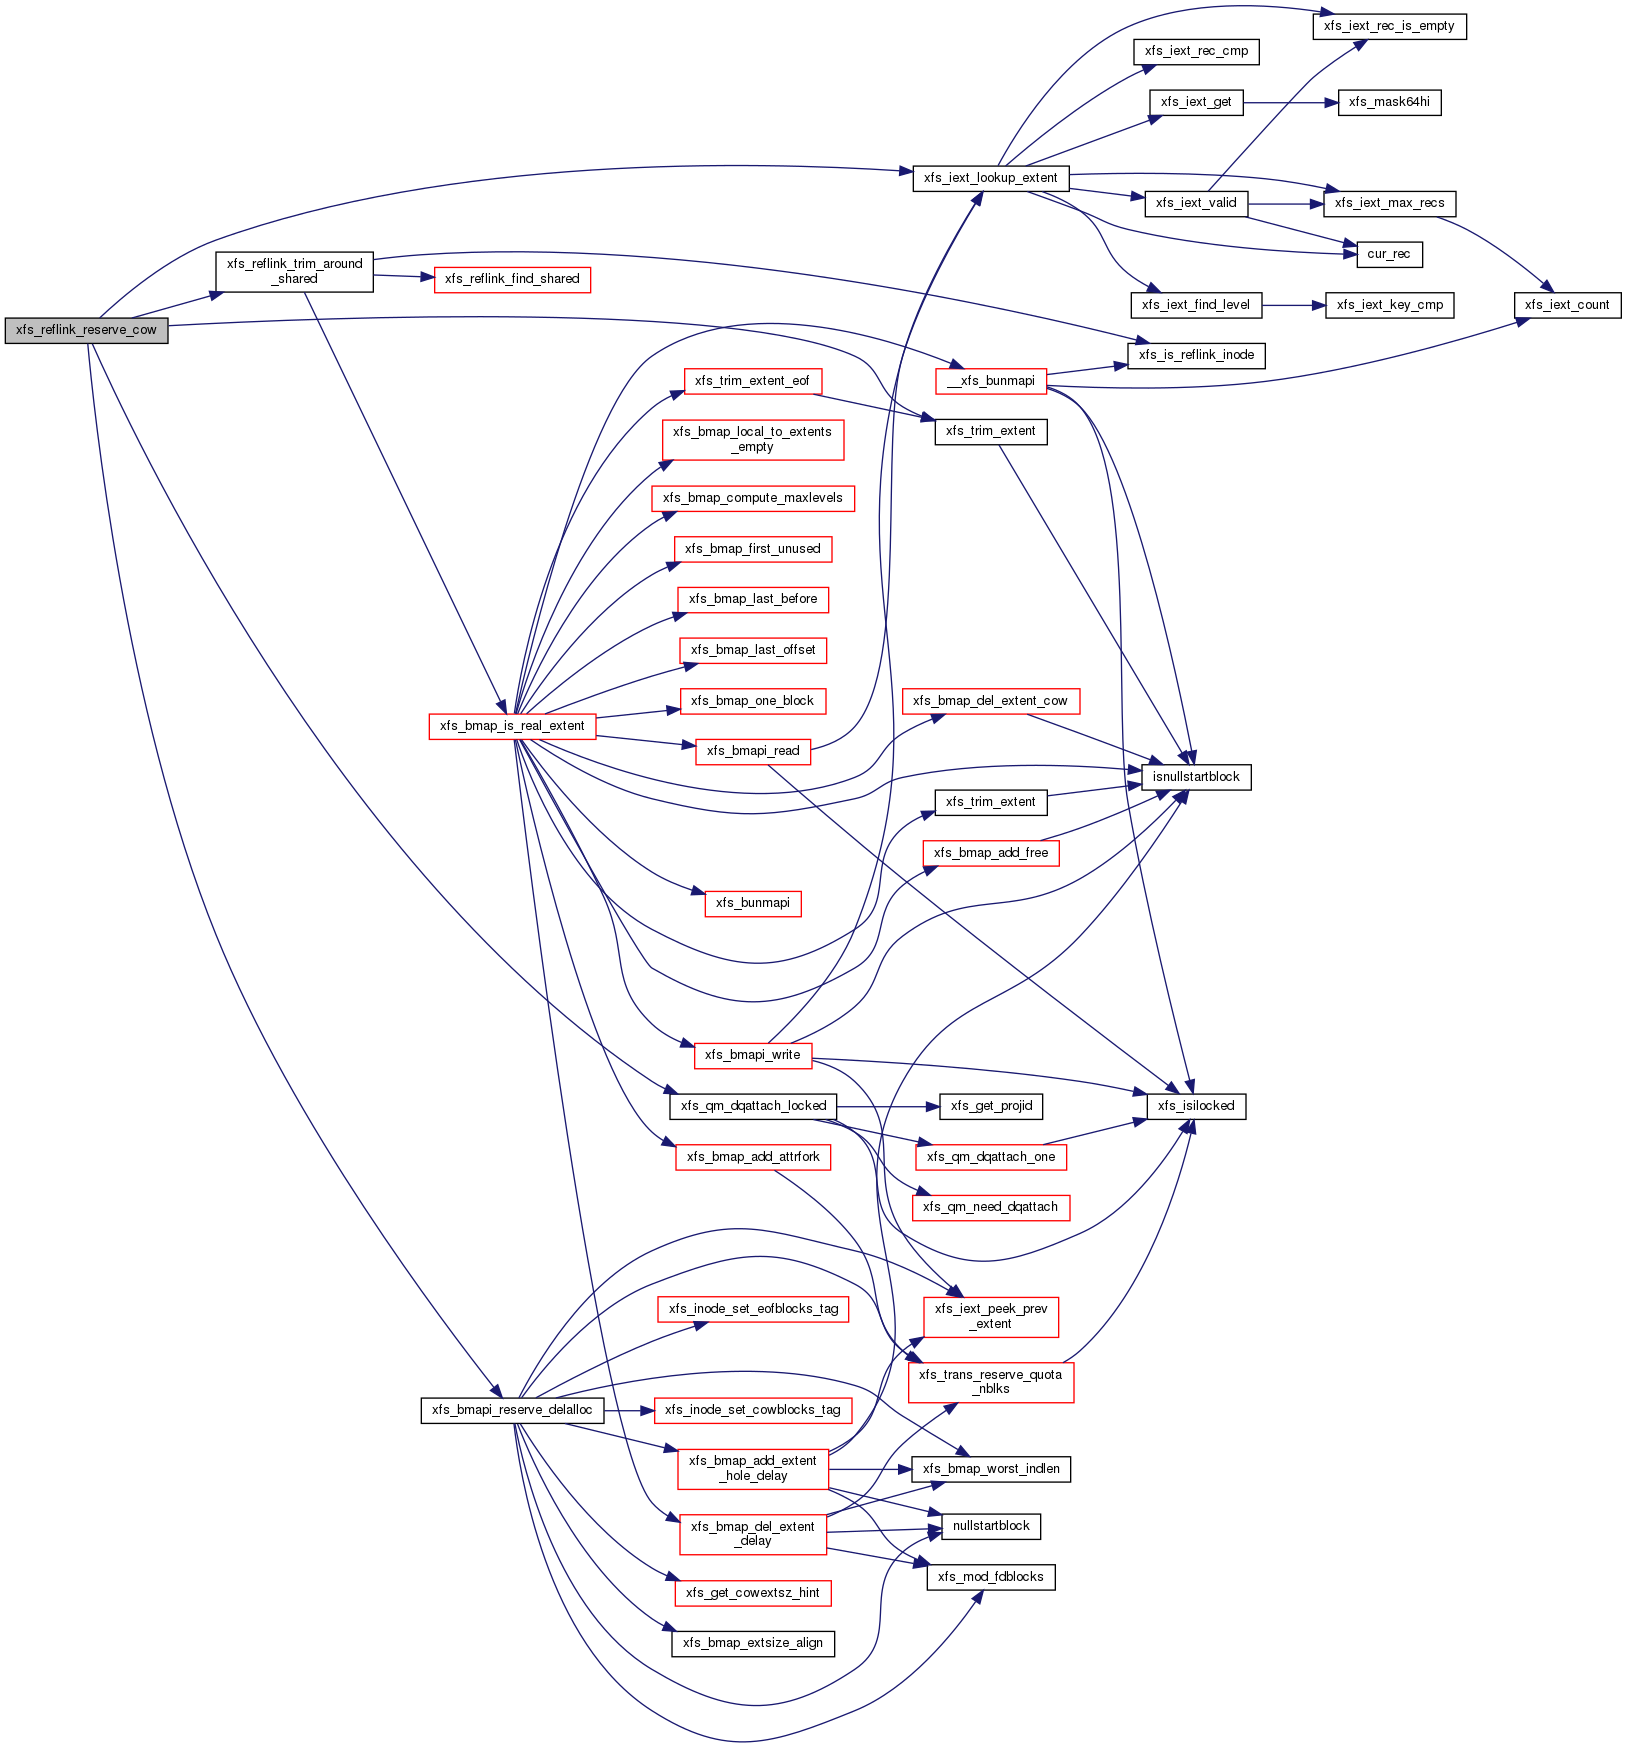 xfs_iext_rec_is_empty
xfs_iext_rec_cmp
xfs_iext_get
xfs_mask64hi
xfs_iext_lookup_extent
xfs_iext_valid
xfs_iext_max_recs
cur_rec
xfs_reflink_trim_around
_shared
xfs_reflink_find_shared
xfs_iext_find_level
xfs_iext_key_cmp
xfs_iext_count
xfs_reflink_reserve_cow
xfs_is_reflink_inode
xfs_trim_extent_eof
__xfs_bunmapi
xfs_trim_extent
xfs_bmap_local_to_extents
_empty
xfs_bmap_compute_maxlevels
xfs_bmap_first_unused
xfs_bmap_last_before
xfs_bmap_last_offset
xfs_bmap_one_block
xfs_bmap_del_extent_cow
xfs_bmap_is_real_extent
xfs_bmapi_read
isnullstartblock
xfs_trim_extent
xfs_bmap_add_free
xfs_bunmapi
xfs_bmapi_write
xfs_qm_dqattach_locked
xfs_get_projid
xfs_isilocked
xfs_bmap_add_attrfork
xfs_qm_dqattach_one
xfs_qm_need_dqattach
xfs_inode_set_eofblocks_tag
xfs_iext_peek_prev
_extent
xfs_trans_reserve_quota
_nblks
xfs_bmapi_reserve_delalloc
xfs_inode_set_cowblocks_tag
xfs_bmap_add_extent
_hole_delay
xfs_bmap_worst_indlen
xfs_bmap_del_extent
_delay
nullstartblock
xfs_mod_fdblocks
xfs_get_cowextsz_hint
xfs_bmap_extsize_align